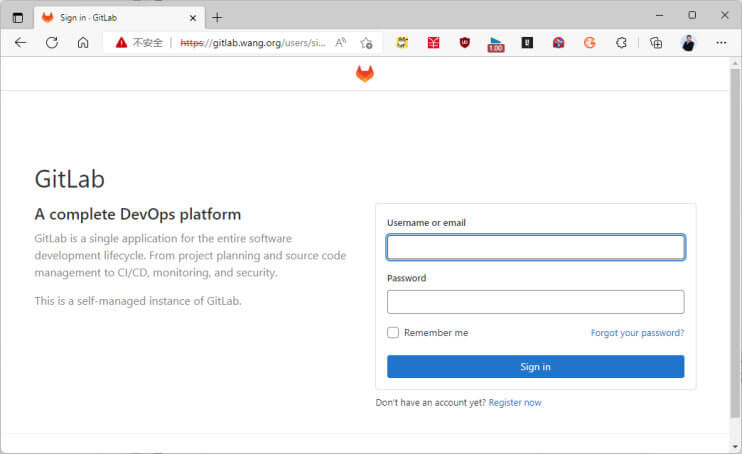 Sign in · GitLab
不安全
https://gitlab.wang.org/users/si...
1.00
GitLab
A complete DevOps platform
GitLab is a single application for the entire software
development lifecycle. From project planning and source code
management to CI/CD, monitoring, and security.
This is a self-managed instance of GitLab.
Username or email
Password
Remember me
Forgot your password?
Sign in
Don't have an account yet? Register now